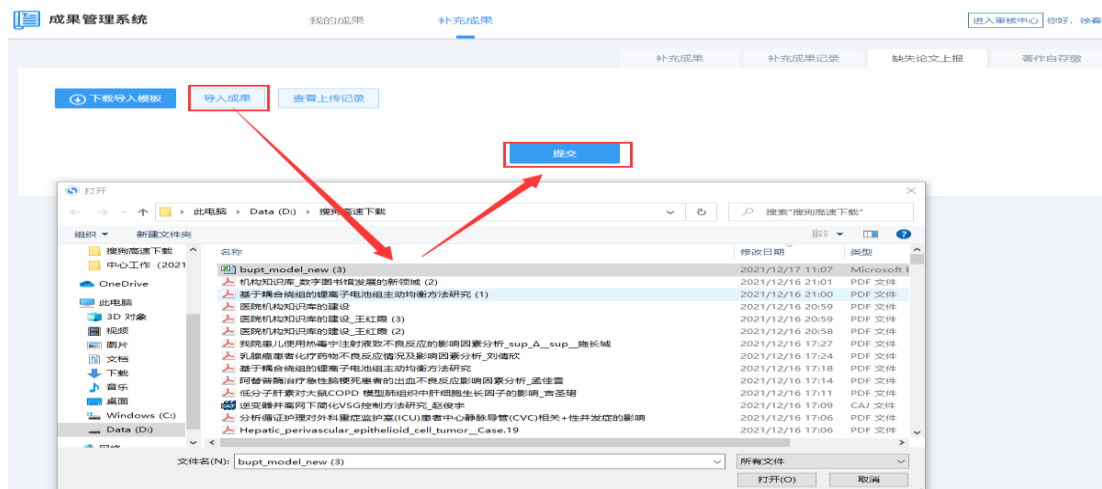 成果管理系统 我的成果 补充成果 进入审核中心 你好，徐春
补充成果 补充成果记录 缺失论文上报 著作自存缴
下载导入模板 导入成果 查看上传记录
提交
打开
此电脑 Data (D:) 搜狗高速下载 搜索"搜狗高速下载"
组织 新建文件夹
搜狗高速下载 名称 修改日期 类型
中心工作 (2021 bupt_model_new (3) 2021/12/17 11:07 Microsoft
机构知识库_数字图书馆发展的新领域 (2) 2021/12/16 21:01 PDF 文件
OneDrive 基于耦合绕组的锂离子电池组主动均衡方法研究 (1) 2021/12/16 21:00 PDF 文件
医院机构知识库的建设 2021/12/16 20:59 PDF 文件
此电脑 医院机构知识库的建设_王红霞 (3) 2021/12/16 20:59 PDF 文件
3D 对象 医院机构知识库的建设_王红霞 (2) 2021/12/16 20:58 PDF 文件
视频 我院患儿使用热毒宁注射液致不良反应的影响因素分析_sup_Δ__sup__施长城 2021/12/16 17:27 PDF 文件
图片 乳腺癌患者化疗药物不良反应情况及影响因素分析_刘倩欣 2021/12/16 17:24 PDF 文件
文档 基于耦合绕组的锂离子电池组主动均衡方法研究 2021/12/16 17:18 PDF 文件
下载 阿替普酶治疗急性脑梗死患者的出血不良反应影响因素分析_孟佳雪 2021/12/16 17:14 PDF 文件
音乐 低分子肝素对大鼠COPD 模型肺组织中肝细胞生长因子的影响_吉圣珺 2021/12/16 17:11 PDF 文件
桌面 逆变器并离网下简化VSG控制方法研究_赵俊宇 2021/12/16 17:09 CAJ 文件
Windows (C:) 分析循证护理对外科重症监护室(ICU)患者中心静脉导管(CVC)相关+性并发症的影响 2021/12/16 17:06 PDF 文件
Data (D:) Hepatic_perivascular_epithelioid_cell_tumor__Case.19 2021/12/16 17:06 PDF 文件
文件名(N): bupt_model_new (3) 所有文件
打开(O) 取消